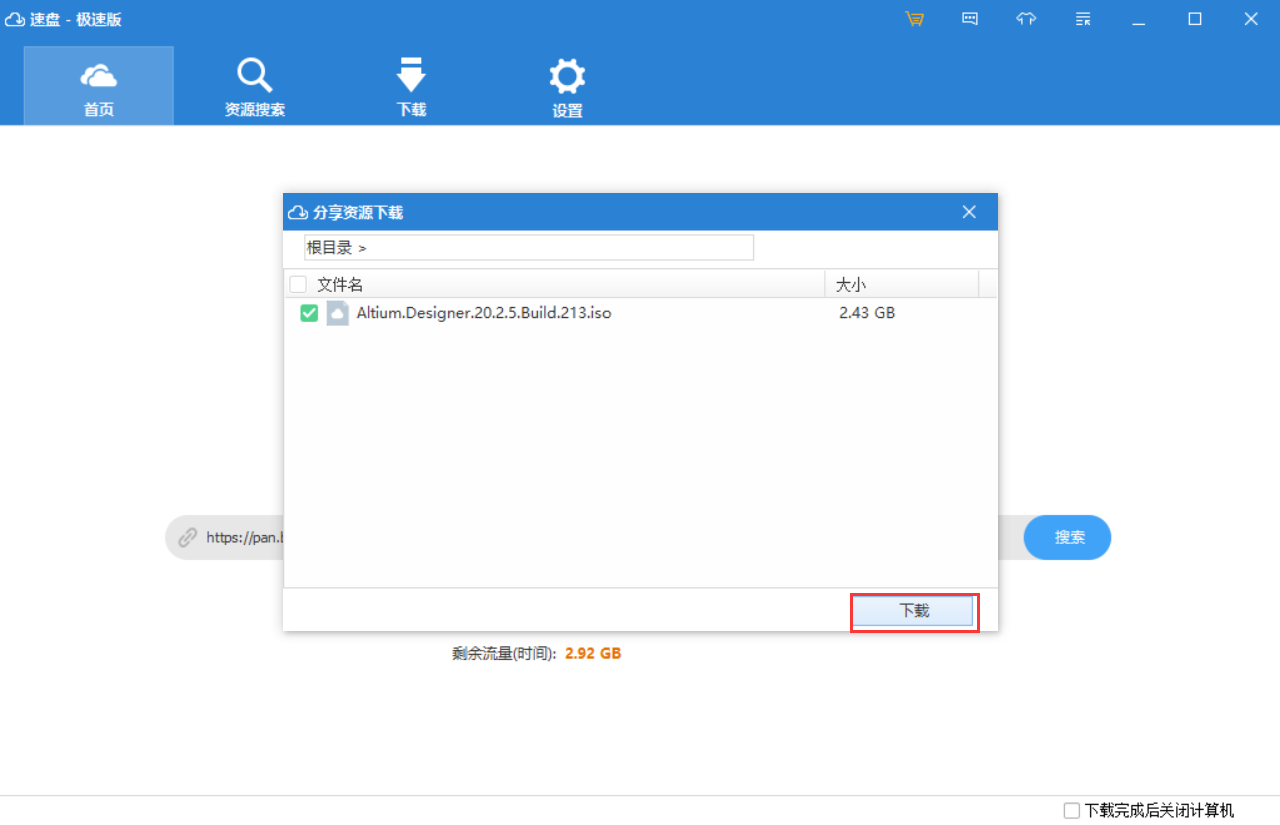 速盘 - 极速版
首页
资源搜索
下载
设置
分享资源下载
根目录 >
文件名
大小
Altium.Designer.20.2.5.Build.213.iso
2.43 GB
https://pan.b
搜索
下载
剩余流量(时间): 2.92 GB
下载完成后关闭计算机